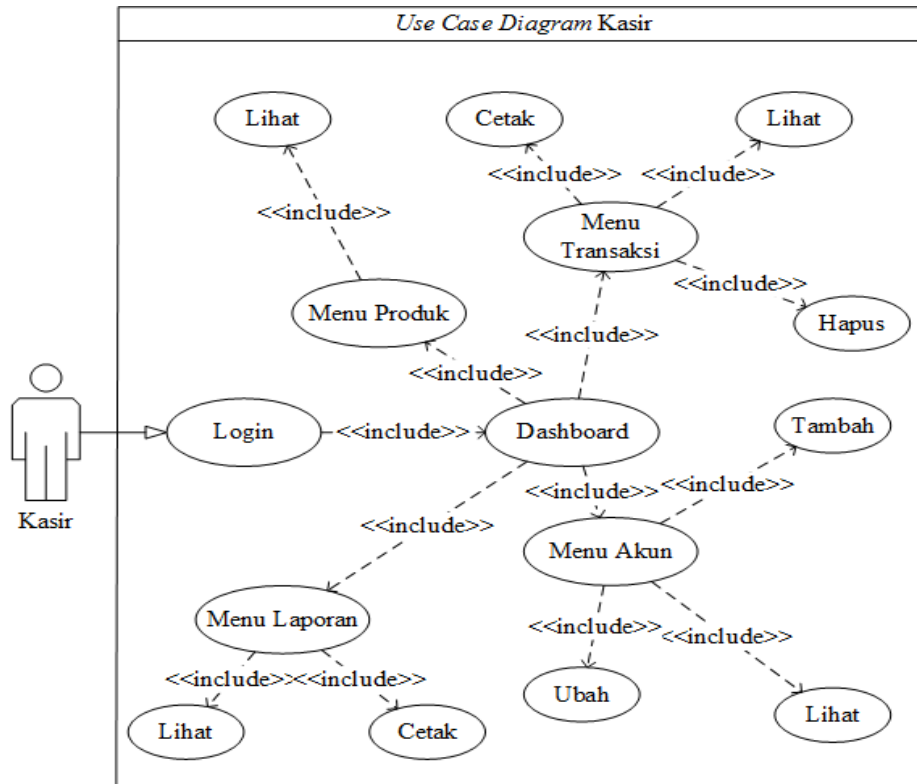 Use Case Diagram Kasir
Lihat
Cetak
Lihat
<<include>>
<<include>>
<<include>>
Menu
Transaksi
<<include>>
Menu Produk
Hapus
<<include>>
<<include>>
Login
<<include>>
Dashboard
Tambah
<<include>>
<<include>>
Kasir
<<include>>
Menu Akun
Menu Laporan
<<include>>
<<include>>
<<include>>
<<include>>
Ubah
Lihat
Lihat
Cetak